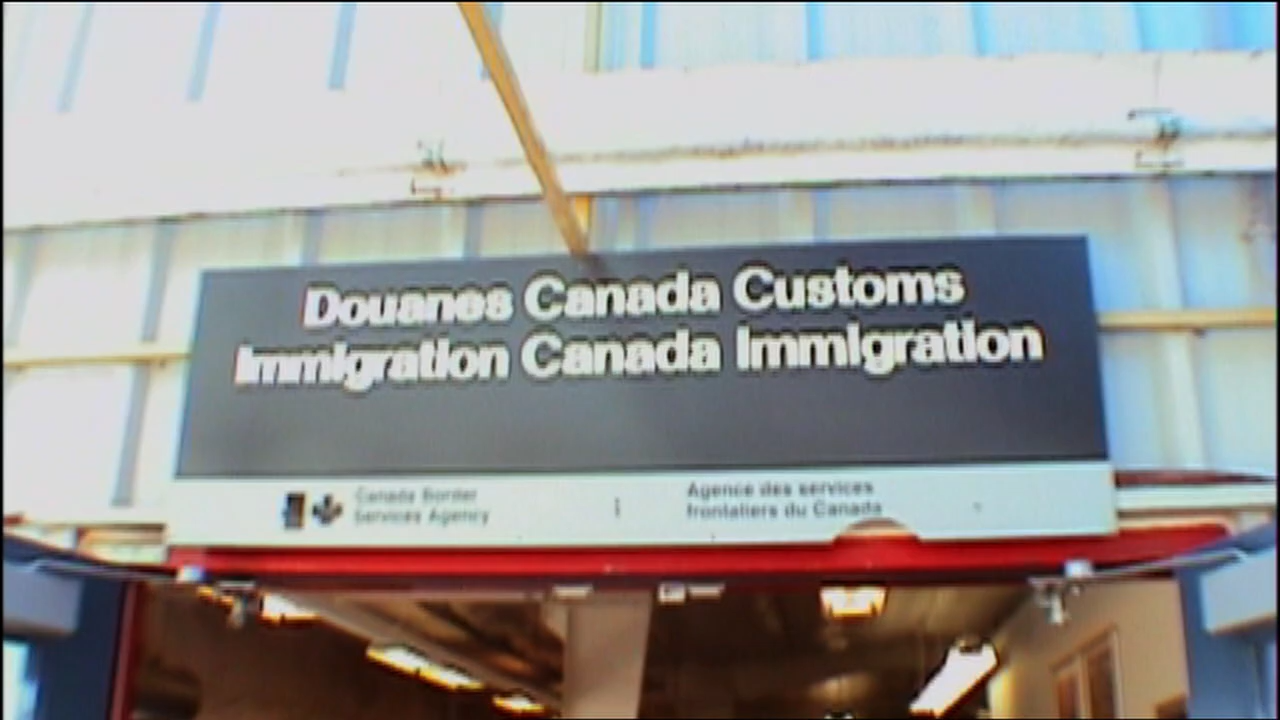 Douanes Canada Customs
Immigration Canada Immigration
Canada Border
Services Agency
Agence des services
frontaliers du Canada